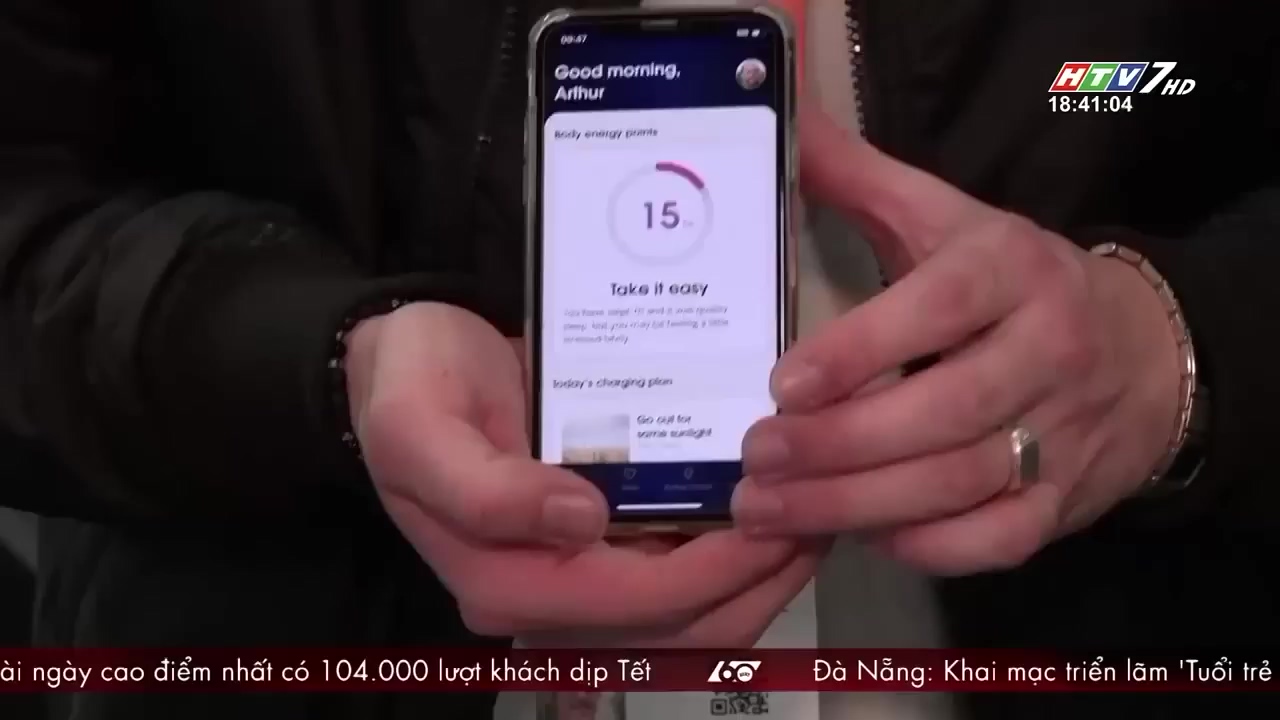 HTV7 HD
18:41:04
09:47
Good morning,
Arthur
Body energy points
15
Take it easy
Today's charging plan
Go out for
some sunlight
ài ngày cao điểm nhất có 104.000 lượt khách dịp Tết
60
Đà Nẵng: Khai mạc triển lãm 'Tuổi trẻ